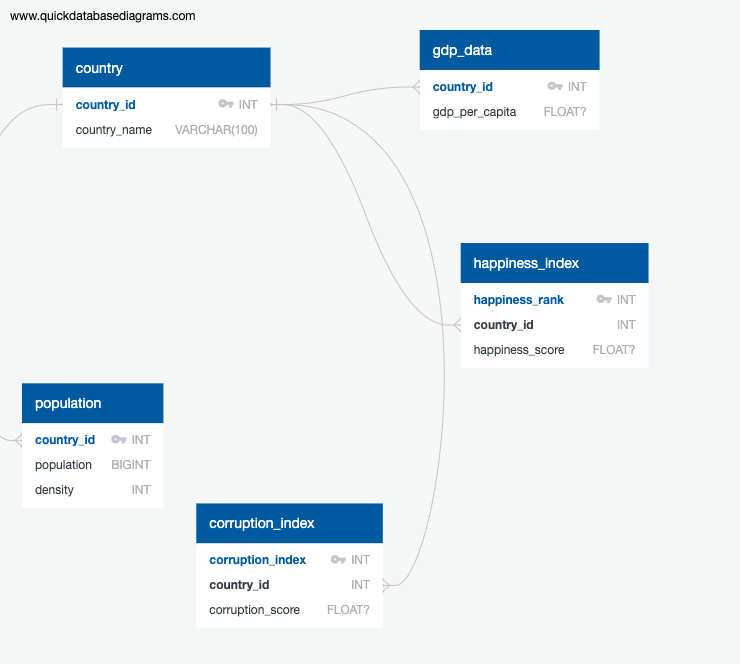 www.quickdatabasediagrams.com
country
country_id INT
country_name VARCHAR(100)
gdp_data
country_id INT
gdp_per_capita FLOAT?
happiness_index
happiness_rank INT
country_id INT
happiness_score FLOAT?
population
country_id INT
population BIGINT
density INT
corruption_index
corruption_index INT
country_id INT
corruption_score FLOAT?